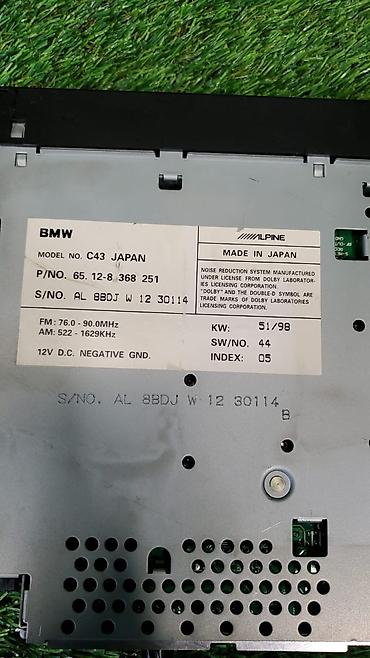 BMW
MODEL NO. C43 JAPAN
P/NO. 65. 12-8 368 251
S/NO. AL 8BDJ W 12 30114
ALPINE
MADE IN JAPAN
NOISE REDUCTION SYSTEM MANUFACTURED
UNDER LICENSE FROM DOLBY LABORATOR-
IES LICENSING CORPORATION.
"DOLBY" AND THE DOUBLE-D SYMBOL ARE
TRADE MARKS OF DOLBY LABORATORIES
LICENSING CORPORATION.
FM: 76.0 - 90.0MHz
AM: 522 - 1629KHz
12V D.C. NEGATIVE GND.
KW: 51/98
SW/NO. 44
INDEX: 05
S/NO. AL 8BDJ W 12 30114
B